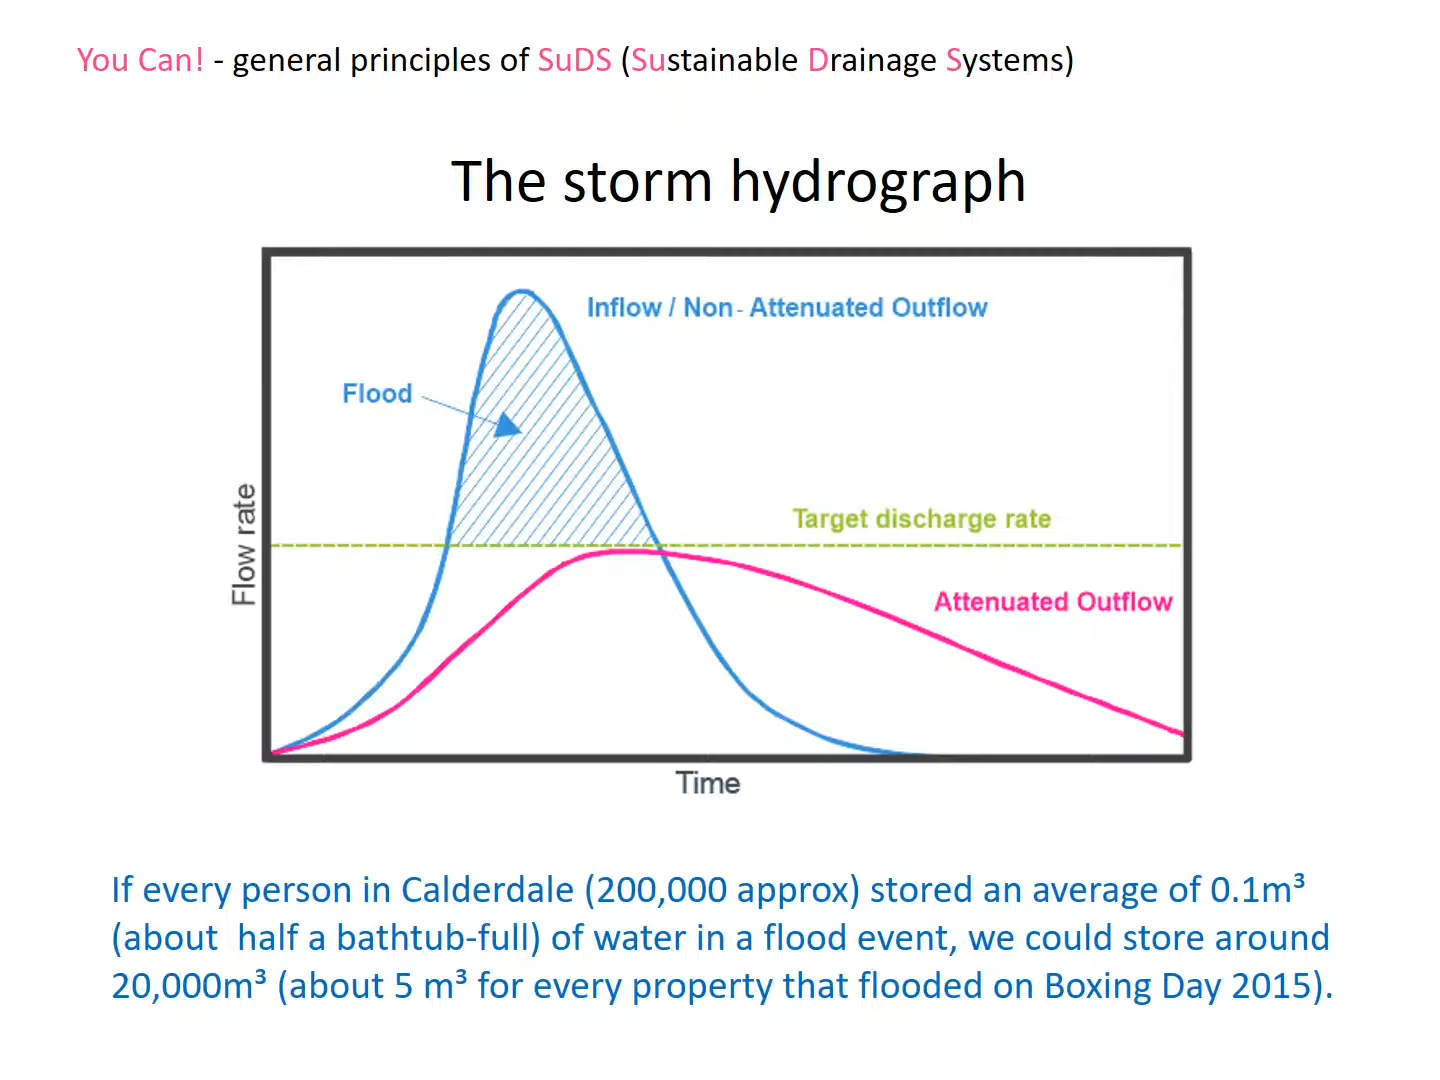 You Can! - general principles of SuDS (Sustainable Drainage Systems)
The storm hydrograph
Inflow / Non- Attenuated Outflow
Flood
Target discharge rate
Attenuated Outflow
Flow rate
Time
If every person in Calderdale (200,000 approx) stored an average of 0.1m³
(about  half a bathtub-full) of water in a flood event, we could store around
20,000m³ (about 5 m³ for every property that flooded on Boxing Day 2015).